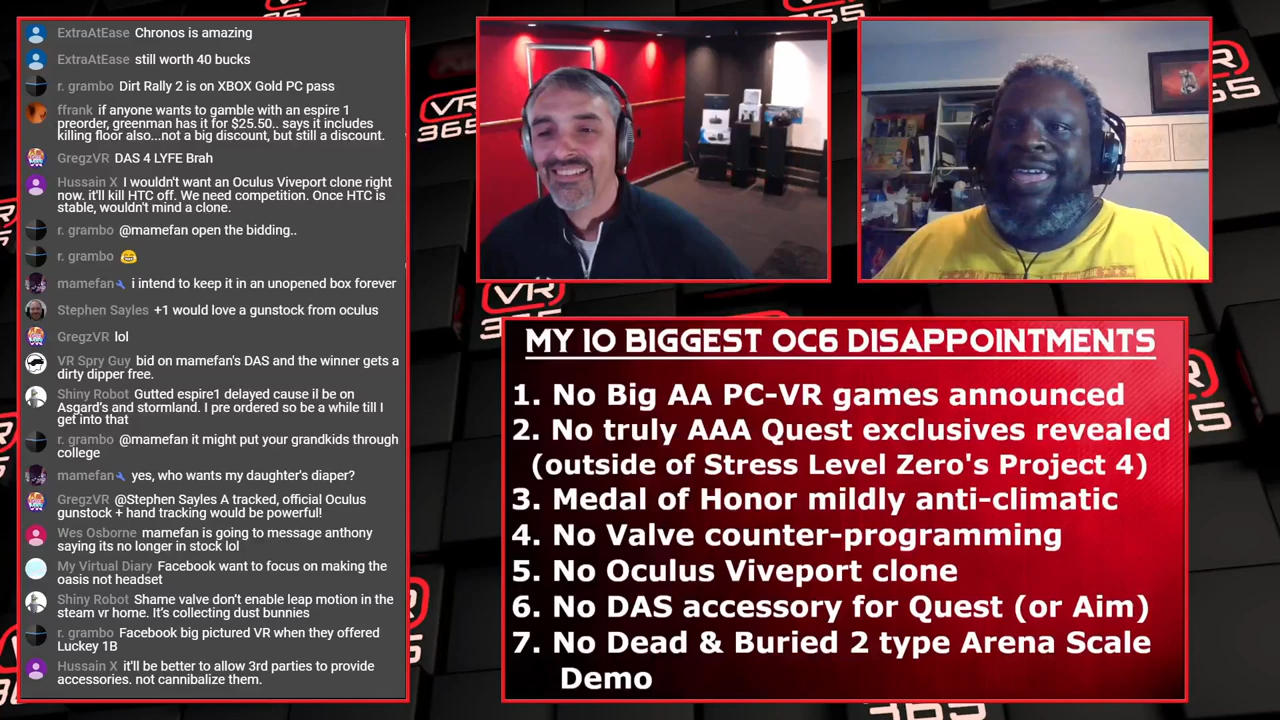 ExtraAtEase Chronos is amazing
ExtraAtEase still worth 40 bucks
r. grambo Dirt Rally 2 is on XBOX Gold PC pass
ffrank if anyone wants to gamble with an espire 1
preorder, greenman has it for $25.50.. says it includes
killing floor also...not a big discount, but still a discount.
GregzVR DAS 4 LYFE Brah
Hussain X I wouldn't want an Oculus Viveport clone right
now. it'll kill HTC off. We need competition. Once HTC is
stable, wouldn't mind a clone.
r. grambo @mamefan open the bidding..
r. grambo 😂
mamefan i intend to keep it in an unopened box forever
Stephen Sayles +1 would love a gunstock from oculus
GregzVR lol
VR Spry Guy bid on mamefan's DAS and the winner gets a
dirty dipper free.
Shiny Robot Gutted espire1 delayed cause il be on
Asgard's and stormland. I pre ordered so be a while till I
get into that
r. grambo @mamefan it might put your grandkids through
college
mamefan yes, who wants my daughter's diaper?
GregzVR @Stephen Sayles A tracked, official Oculus
gunstock + hand tracking would be powerful!
Wes Osborne mamefan is going to message anthony
saying its no longer in stock lol
My Virtual Diary Facebook want to focus on making the
oasis not headset
Shiny Robot Shame valve don't enable leap motion in the
steam vr home. It's collecting dust bunnies
r. grambo Facebook big pictured VR when they offered
Luckey 1B
Hussain X it'll be better to allow 3rd parties to provide
accessories. not cannibalize them.
VR
365
VR
365
MY 10 BIGGEST OC6 DISAPPOINTMENTS
1. No Big AA PC-VR games announced
2. No truly AAA Quest exclusives revealed
(outside of Stress Level Zero's Project 4)
3. Medal of Honor mildly anti-climatic
4. No Valve counter-programming
5. No Oculus Viveport clone
6. No DAS accessory for Quest (or Aim)
7. No Dead & Buried 2 type Arena Scale
Demo